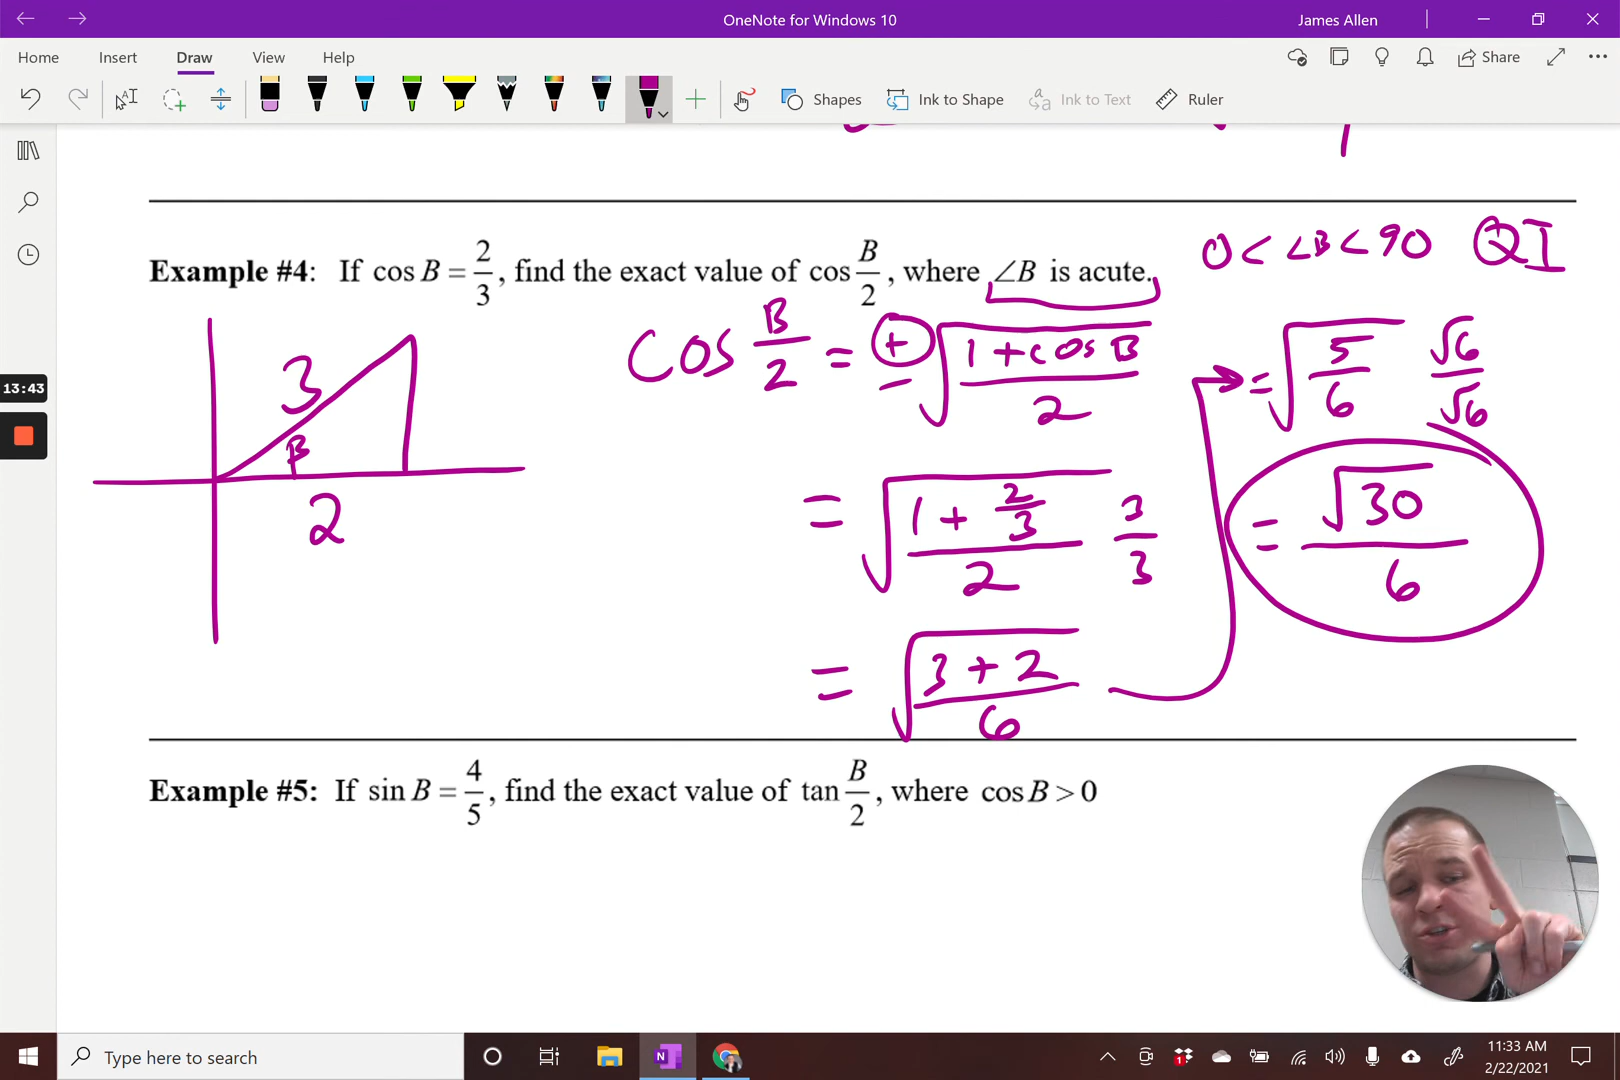 OneNote for Windows 10
James Allen
Home Insert Draw View Help
Share
Shapes Ink to Shape Ink to Text Ruler
13:43
Example #4: If cos B = 2/3, find the exact value of cos B/2, where ∠B is acute.
0 < ∠B < 90 QI
3
B
2
cos B/2 = ±√((1 + cos B)/2)
= √((1 + 2/3)/2) 3/3
= √((3 + 2)/6)
= √(5/6) √6/√6
= √30/6
Example #5: If sin B = 4/5, find the exact value of tan B/2, where cos B > 0
Type here to search
11:33 AM
2/22/2021